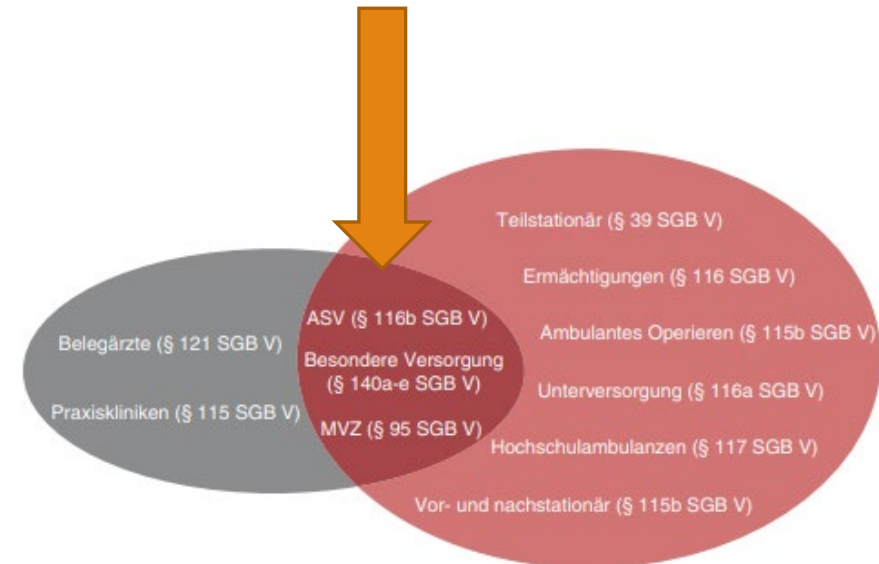 Teilstationär (§ 39 SGB V)
Ermächtigungen (§ 116 SGB V)
ASV (§ 116b SGB V)
Ambulantes Operieren (§ 115b SGB V)
Belegärzte (§ 121 SGB V)
Besondere Versorgung
(§ 140a-e SGB V)
Unterversorgung (§ 116a SGB V)
Praxiskliniken (§ 115 SGB V)
MVZ (§ 95 SGB V)
Hochschulambulanzen (§ 117 SGB V)
Vor- und nachstationär (§ 115b SGB V)